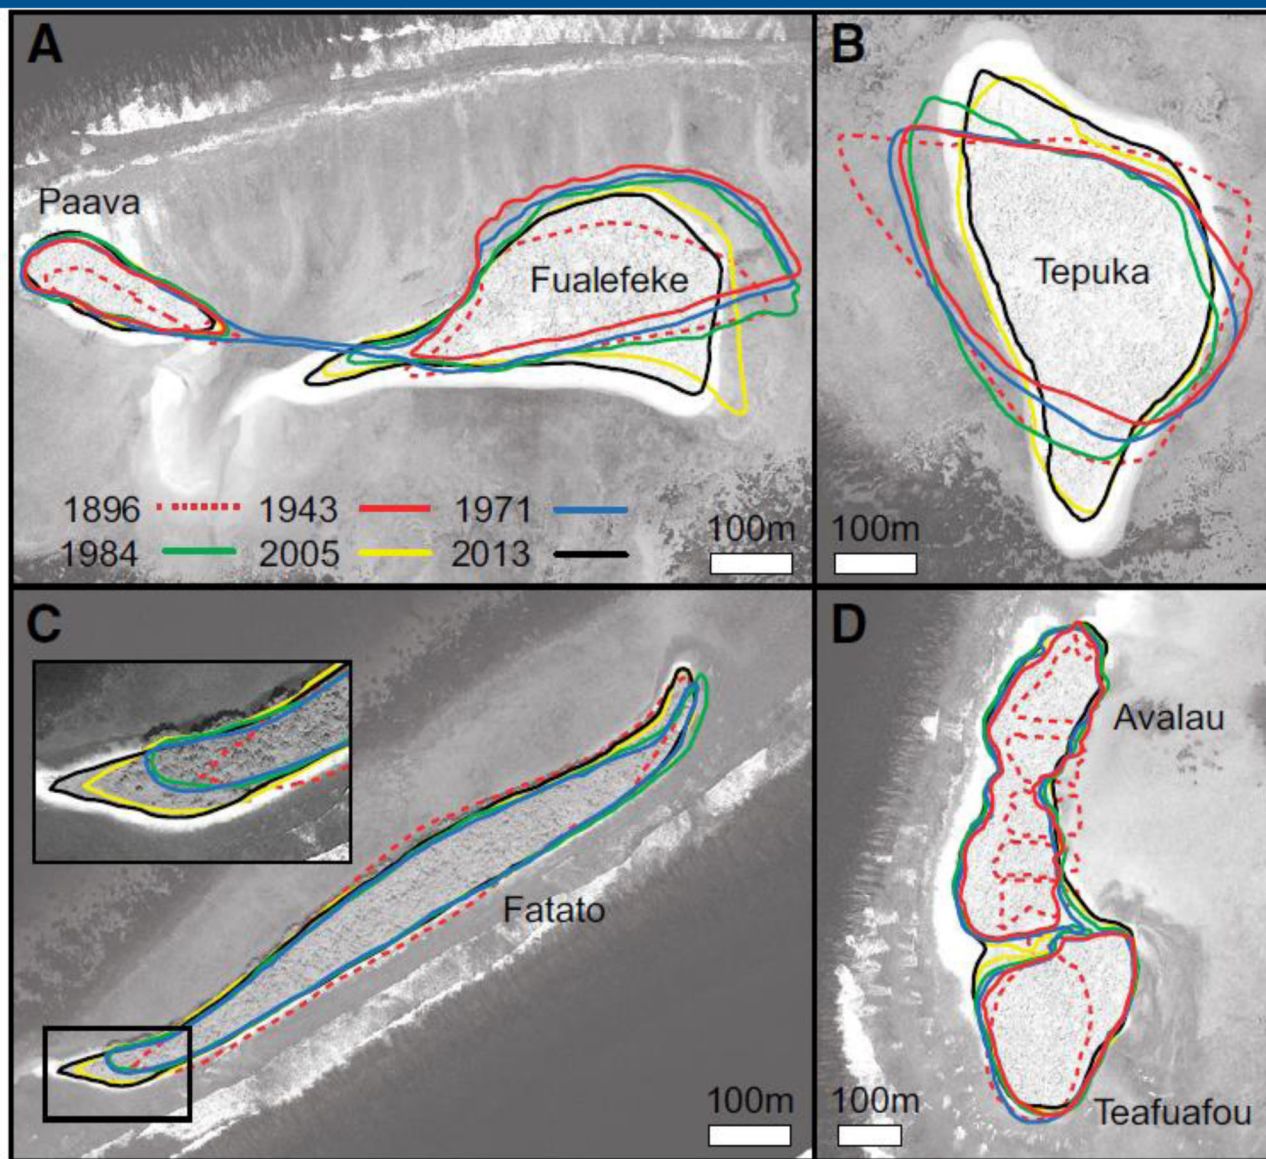 A
B
Paava
Fualefeke
Tepuka
1896 1943 1971
1984 2005 2013
100m
100m
C
D
Avalau
Fatato
100m
100m
Teafuafou